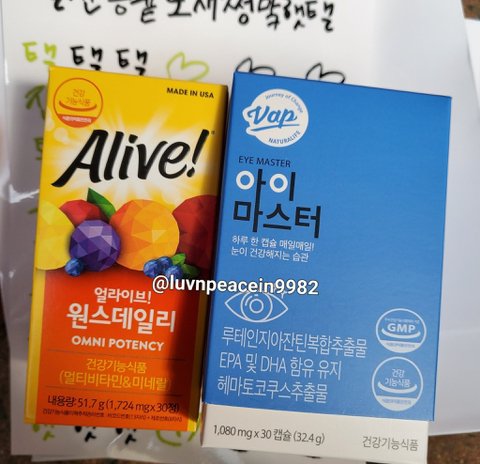 택 택 택
건강
기능식품
MADE IN USA
Alive!
얼라이브!
원스데일리
OMNI POTENCY
건강기능식품
(멀티비타민&미네랄)
내용량: 51.7 g (1,724 mg x 30정)
Journey of Change
Vap
NATURALIFE
EYE MASTER
아이
마스터
하루 한 캡슐 매일매일!
눈이 건강해지는 습관
@luvnpeacein9982
루테인지아잔틴복합추출물
EPA 및 DHA 함유 유지
헤마토코쿠스추출물
GMP
건강
기능식품
1,080 mg x 30 캡슐 (32.4 g)
건강기능식품